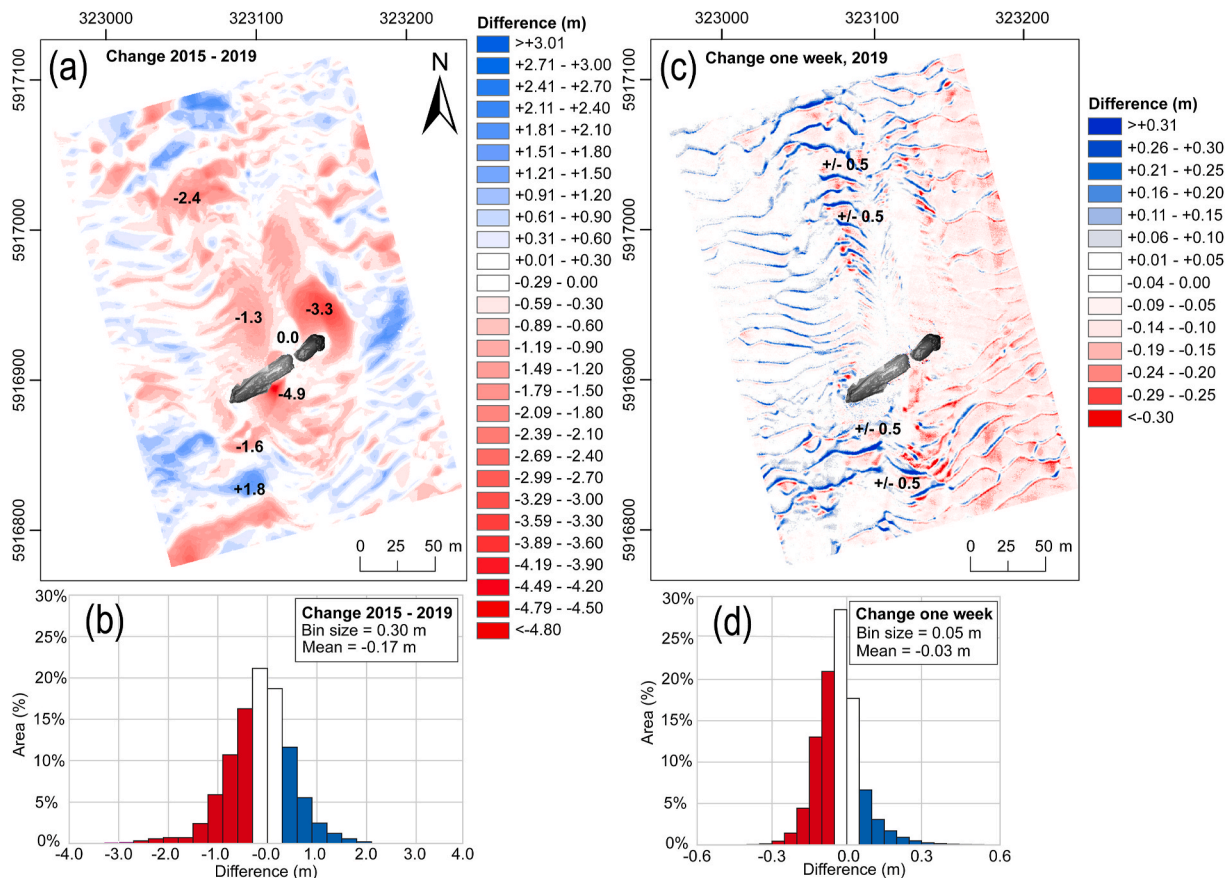 323000
323100
323200
(a)
Change 2015 - 2019
N
5917100
5917000
5916900
5916800
-2.4
-1.3
-3.3
0.0
-4.9
-1.6
+1.8
0 25 50 m
Difference (m)
>+3.01
+2.71 - +3.00
+2.41 - +2.70
+2.11 - +2.40
+1.81 - +2.10
+1.51 - +1.80
+1.21 - +1.50
+0.91 - +1.20
+0.61 - +0.90
+0.31 - +0.60
+0.01 - +0.30
-0.29 - 0.00
-0.59 - -0.30
-0.89 - -0.60
-1.19 - -0.90
-1.49 - -1.20
-1.79 - -1.50
-2.09 - -1.80
-2.39 - -2.10
-2.69 - -2.40
-2.99 - -2.70
-3.29 - -3.00
-3.59 - -3.30
-3.89 - -3.60
-4.19 - -3.90
-4.49 - -4.20
-4.79 - -4.50
<-4.80
323000
323100
323200
(c)
Change one week, 2019
5917100
5917000
5916900
5916800
+/- 0.5
+/- 0.5
+/- 0.5
+/- 0.5
0 25 50 m
Difference (m)
>+0.31
+0.26 - +0.30
+0.21 - +0.25
+0.16 - +0.20
+0.11 - +0.15
+0.06 - +0.10
+0.01 - +0.05
-0.04 - 0.00
-0.09 - -0.05
-0.14 - -0.10
-0.19 - -0.15
-0.24 - -0.20
-0.29 - -0.25
<-0.30
(b)
Change 2015 - 2019
Bin size = 0.30 m
Mean = -0.17 m
30%
25%
20%
15%
10%
5%
0%
Area (%)
-4.0 -3.0 -2.0 -1.0 -0.0 1.0 2.0 3.0 4.0
Difference (m)
(d)
Change one week
Bin size = 0.05 m
Mean = -0.03 m
30%
25%
20%
15%
10%
5%
0%
Area (%)
-0.6 -0.3 0.0 0.3 0.6
Difference (m)